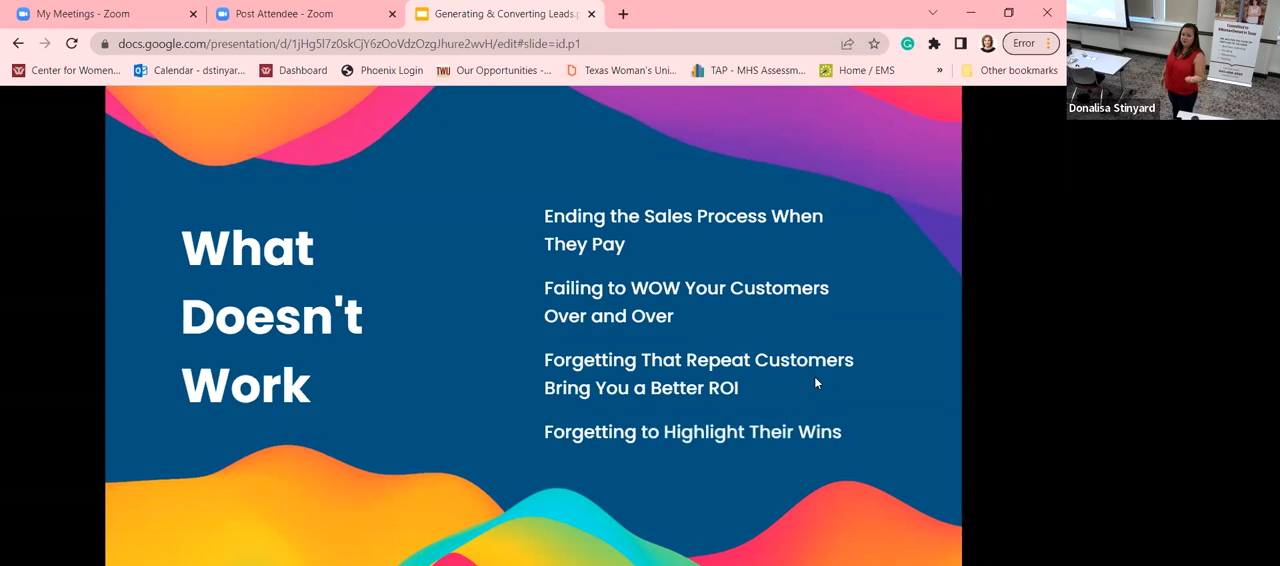 My Meetings - Zoom
Post Attendee - Zoom
Generating & Converting Leads.p
docs.google.com/presentation/d/1jHg5l7z0skCjY6zOoVdzOzgJhure2wvH/edit#slide=id.p1
Error
Center for Women...
Calendar - dstinyar...
Dashboard
Phoenix Login
TWU
Our Opportunities -...
Texas Woman's Uni...
TAP - MHS Assessm...
Home / EMS
»
Other bookmarks
Donalisa Stinyard
What
Doesn't
Work
Ending the Sales Process When
They Pay
Failing to WOW Your Customers
Over and Over
Forgetting That Repeat Customers
Bring You a Better ROI
Forgetting to Highlight Their Wins